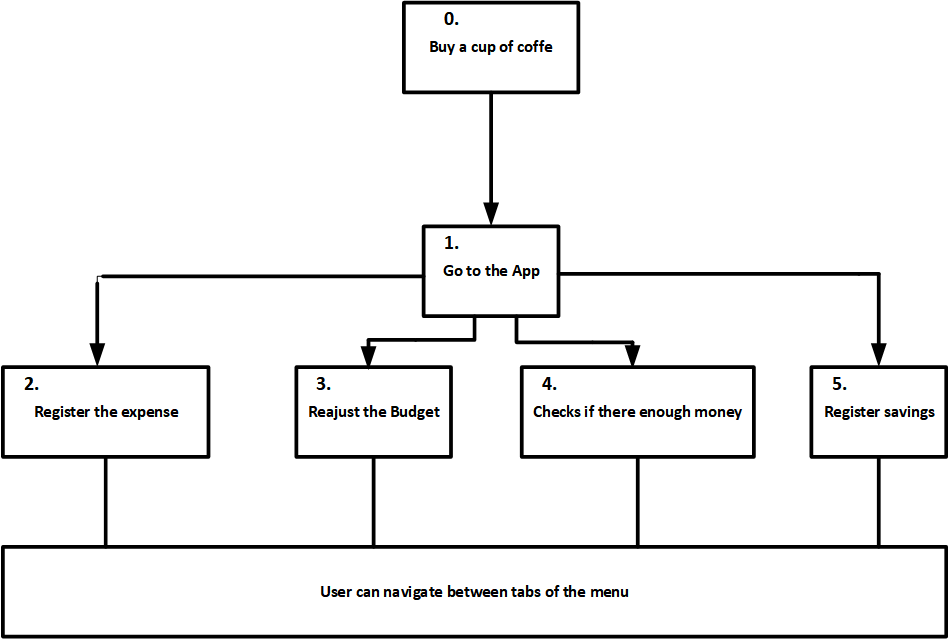 0.
Buy a cup of coffe
1.
Go to the App
2.
Register the expense
3.
Reajust the Budget
4.
Checks if there enough money
5.
Register savings
User can navigate between tabs of the menu